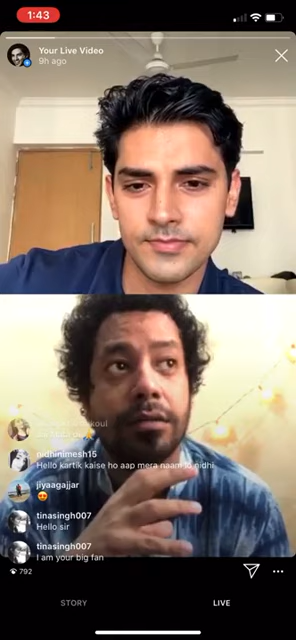 1:43
Your Live Video
9h ago
nidhinimesh15
Hello kartik kaise ho aap mera naam is nidhi
jiyaagajjar
😍
tinasingh007
Hello sir
tinasingh007
I am your big fan
792
STORY
LIVE